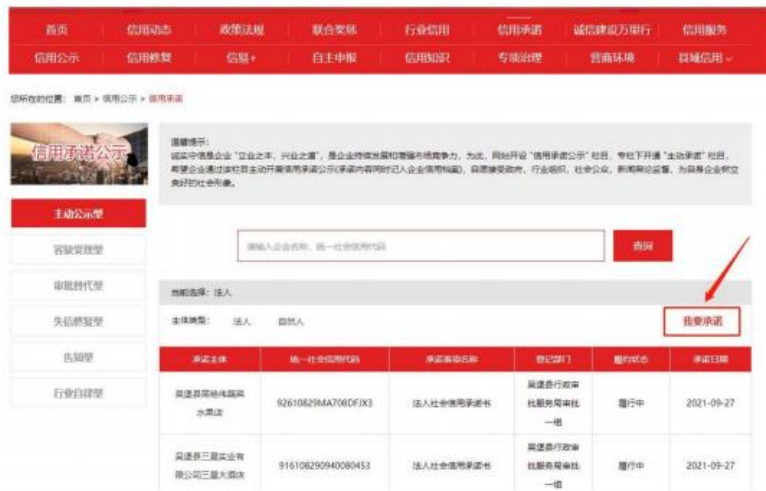 首页 信用动态 政策法规 联合奖惩 行业信用 信用承诺 诚信建设万里行 信用服务
信用公示 信用修复 信易+ 自主申报 信用知识 专项治理 营商环境 县域信用
您所在的位置： 首页 > 信用公示 > 信用承诺
信用承诺公示
温馨提示：
诚实守信是企业“立业之本，兴业之道”，是企业持续发展和增强市场竞争力，为此，网站开设“信用承诺公示”栏目，专栏下开通“主动承诺”栏目，
希望企业通过该栏目主动开展信用承诺公示(承诺内容同时记入企业信用档案)，自愿接受政府，行业组织，社会公众，新闻舆论监督，为自身企业树立
良好的社会形象。
主动公示型
容缺受理型
审批替代型
失信修复型
告知型
行业自律型
请输入企业名称、统一社会信用代码
查询
当前选择：法人
主体类型： 法人 自然人
我要承诺
承诺主体 统一社会信用代码 承诺事项名称 登记部门 履约状态 承诺日期
吴堡县 蔬菜
水果店
92610829MA708DFJX3
法人社会信用承诺书
吴堡县行政审
批服务局审批
一组
履行中
2021-09-27
吴堡县三星实业有
限公司三星大酒店
916108290940080453
法人社会信用承诺书
吴堡县行政审
批服务局审批
一组
履行中
2021-09-27